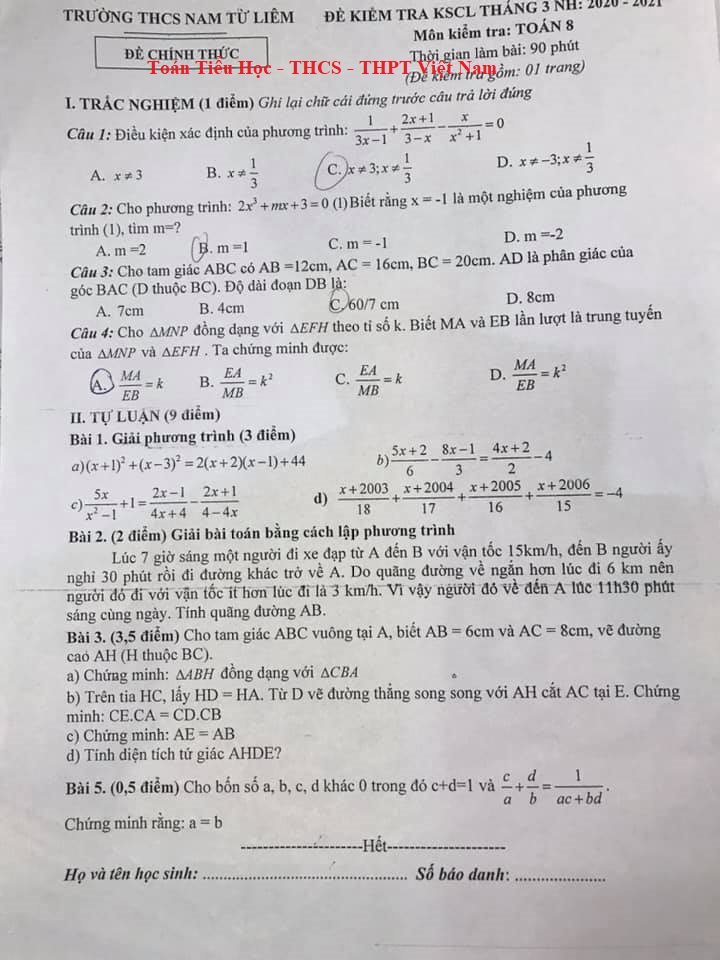 TRƯỜNG THCS NAM TỪ LIÊM ĐỀ KIỂM TRA KSCL THÁNG 3 NH: 2020 - 2021
ĐỀ CHÍNH THỨC
Môn kiểm tra: TOÁN 8
Thời gian làm bài: 90 phút
Toán Tiểu Học - THCS - THPT Việt Nam
(Đề kiểm tra gồm: 01 trang)
I. TRẮC NGHIỆM (1 điểm) Ghi lại chữ cái đứng trước câu trả lời đúng
Câu 1: Điều kiện xác định của phương trình: 1/(3x−1) + (2x+1)/(3−x) − x/(x²+1) = 0
A. x ≠ 3 B. x ≠ 1/3 C. x ≠ 3; x ≠ 1/3 D. x ≠ −3; x ≠ 1/3
Câu 2: Cho phương trình: 2x³ + mx + 3 = 0 (1) Biết rằng x = -1 là một nghiệm của phương
trình (1), tìm m=?
A. m =2 B. m =1 C. m = -1 D. m =-2
Câu 3: Cho tam giác ABC có AB =12cm, AC = 16cm, BC = 20cm. AD là phân giác của
góc BAC (D thuộc BC). Độ dài đoạn DB là:
A. 7cm B. 4cm C. 60/7 cm D. 8cm
Câu 4: Cho ΔMNP đồng dạng với ΔEFH theo tỉ số k. Biết MA và EB lần lượt là trung tuyến
của ΔMNP và ΔEFH . Ta chứng minh được:
A. MA/EB = k B. EA/MB = k² C. EA/MB = k D. MA/EB = k²
II. TỰ LUẬN (9 điểm)
Bài 1. Giải phương trình (3 điểm)
a)(x+1)² + (x−3)² = 2(x+2)(x−1) + 44 b)(5x+2)/6 − (8x−1)/3 = (4x+2)/2 − 4
c)5x/(x²−1) + 1 = (2x−1)/(4x+4) − (2x+1)/(4−4x) d) (x+2003)/18 + (x+2004)/17 + (x+2005)/16 + (x+2006)/15 = −4
Bài 2. (2 điểm) Giải bài toán bằng cách lập phương trình
Lúc 7 giờ sáng một người đi xe đạp từ A đến B với vận tốc 15km/h, đến B người ấy
nghỉ 30 phút rồi đi đường khác trở về A. Do quãng đường về ngắn hơn lúc đi 6 km nên
người đó đi với vận tốc ít hơn lúc đi là 3 km/h. Vì vậy người đó về đến A lúc 11h30 phút
sáng cùng ngày. Tính quãng đường AB.
Bài 3. (3,5 điểm) Cho tam giác ABC vuông tại A, biết AB = 6cm và AC = 8cm, vẽ đường
cao AH (H thuộc BC).
a) Chứng minh: ΔABH đồng dạng với ΔCBA
b) Trên tia HC, lấy HD = HA. Từ D vẽ đường thẳng song song với AH cắt AC tại E. Chứng
minh: CE.CA = CD.CB
c) Chứng minh: AE = AB
d) Tính diện tích tứ giác AHDE?
Bài 5. (0,5 điểm) Cho bốn số a, b, c, d khác 0 trong đó c+d=1 và c/a + d/b = 1/(ac+bd).
Chứng minh rằng: a = b
----------------------Hết---------------------
Họ và tên học sinh: ................................................ Số báo danh: .....................